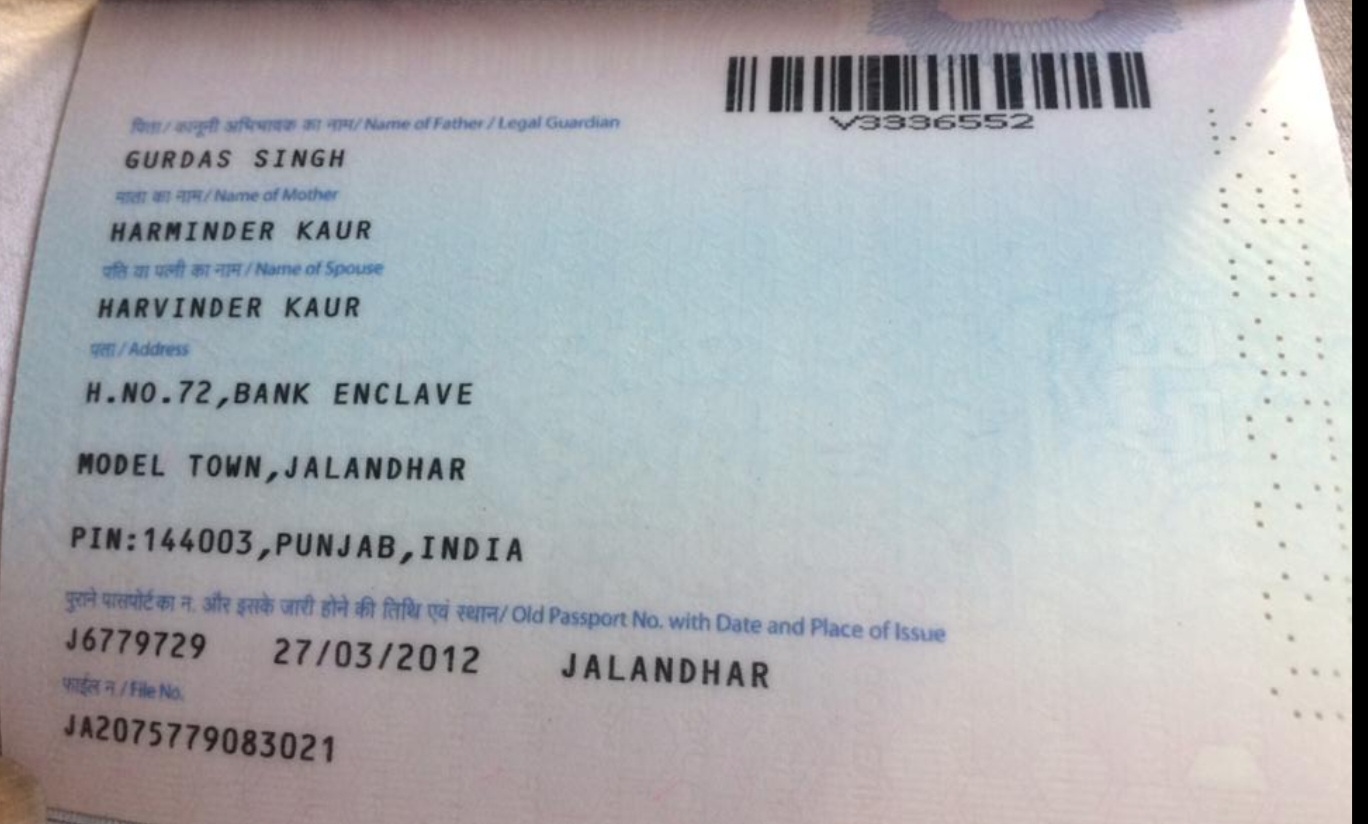 V3336552
पिता / कानूनी अभिभावक का नाम / Name of Father / Legal Guardian
GURDAS SINGH
माता का नाम / Name of Mother
HARMINDER KAUR
पति या पत्नी का नाम / Name of Spouse
HARVINDER KAUR
पता / Address
H.NO.72,BANK ENCLAVE
MODEL TOWN,JALANDHAR
PIN:144003,PUNJAB,INDIA
पुराने पासपोर्ट का न. और इसके जारी होने की तिथि एवं स्थान/ Old Passport No. with Date and Place of Issue
J6779729 27/03/2012 JALANDHAR
फाईल न / File No.
JA2075779083021